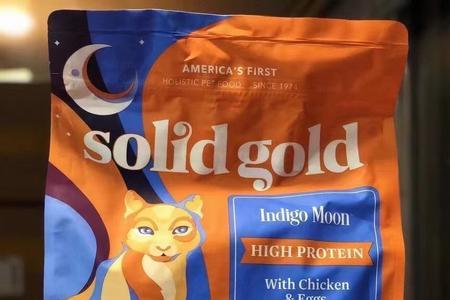 AMERICA'S FIRST
HOLISTIC PET FOOD SINCE 1974
solid gold
Indigo Moon
HIGH PROTEIN
With Chicken
& Eggs